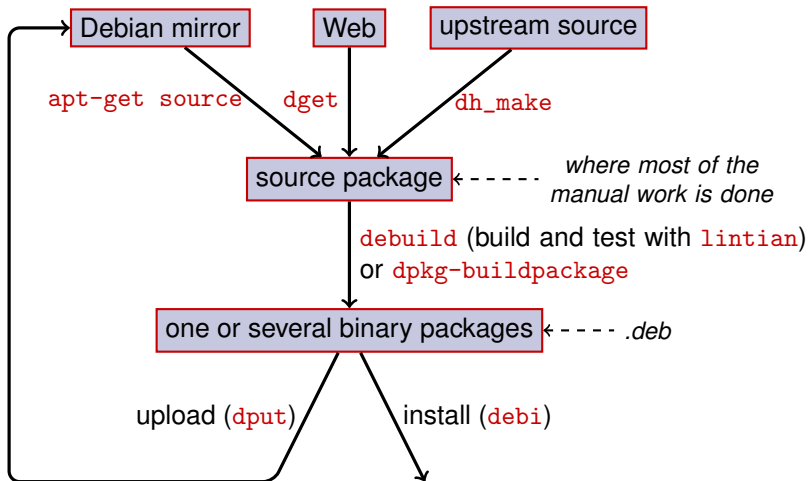 Debian mirror
Web
upstream source
apt-get source
dget
dh_make
source package
where most of the
manual work is done
debuild (build and test with lintian)
or dpkg-buildpackage
one or several binary packages
.deb
upload (dput)
install (debi)